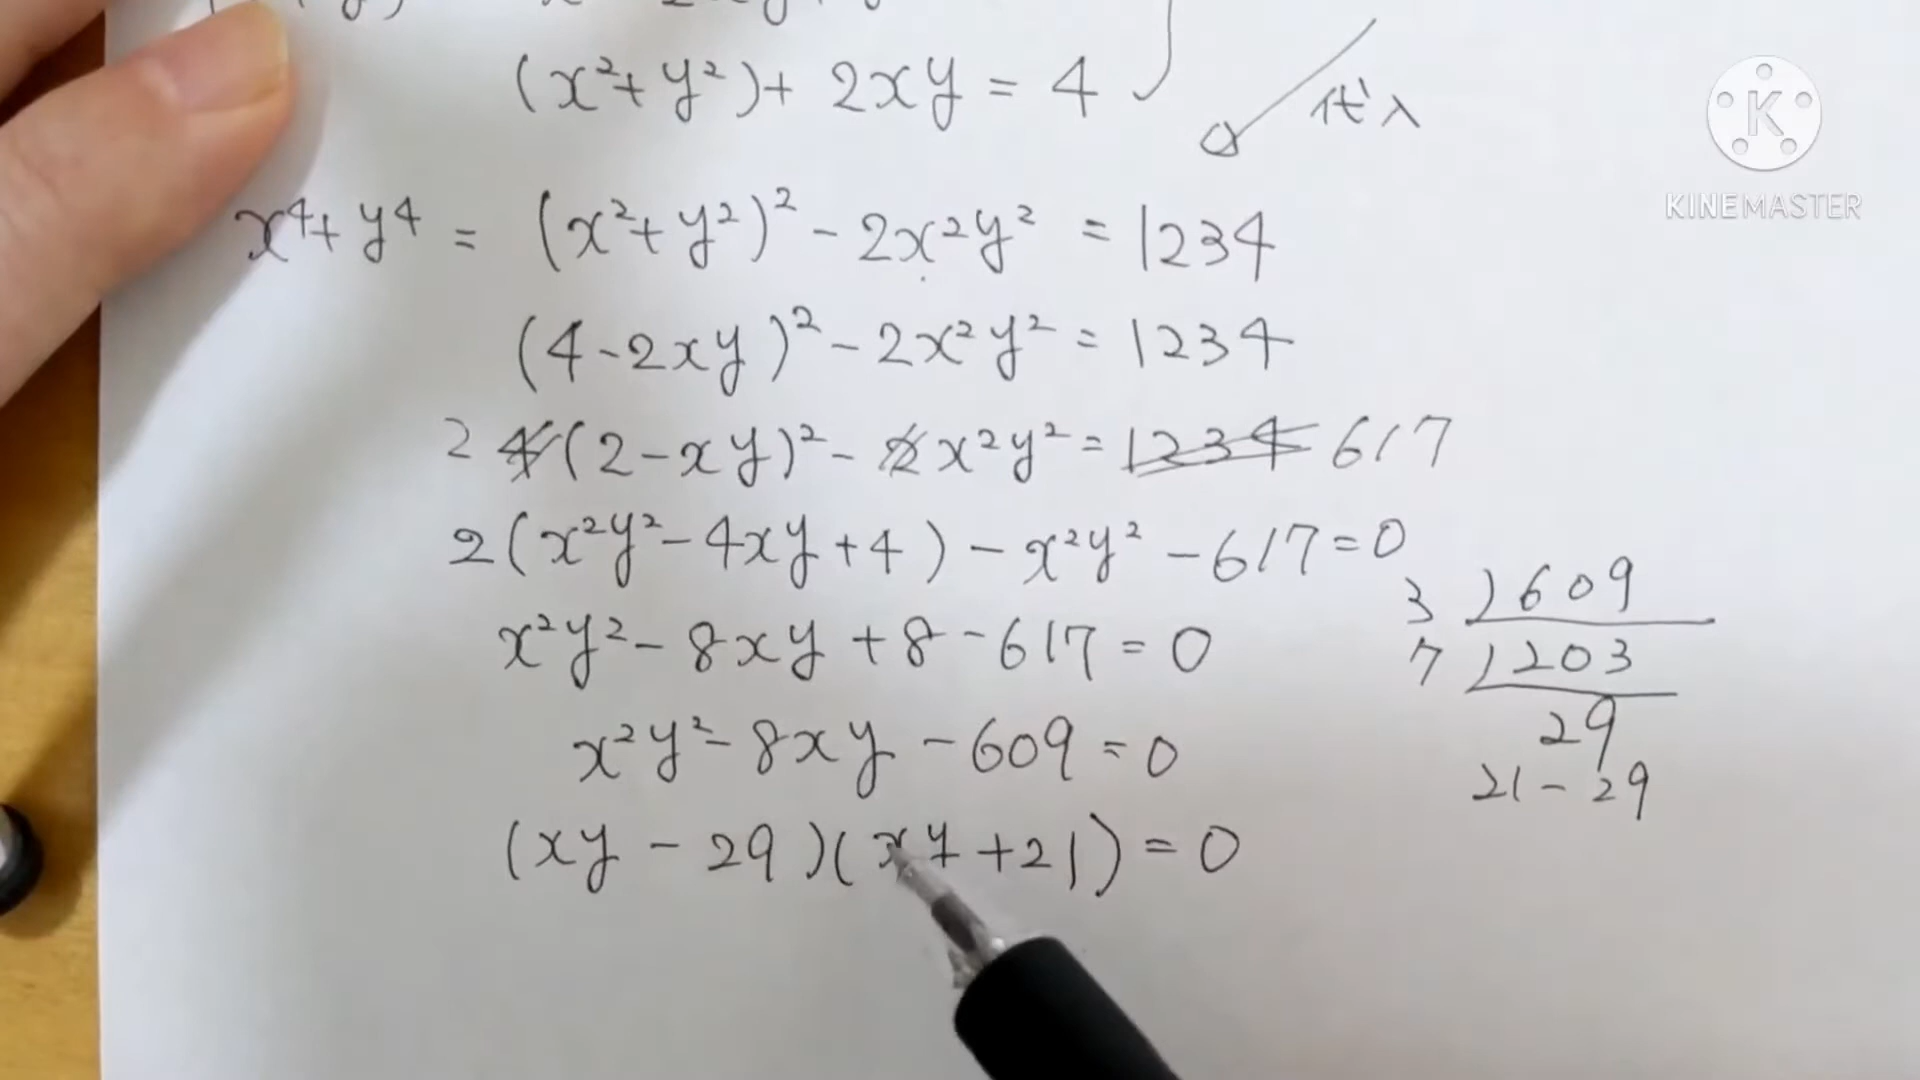 (x²+y²)+2xy=4
代入
x⁴+y⁴=(x²+y²)²-2x²y²=1234
(4-2xy)²-2x²y²=1234
2 4(2-xy)²-2x²y²=1234 617
2(x²y²-4xy+4)-x²y²-617=0
x²y²-8xy+8-617=0
x²y²-8xy-609=0
(xy-29)(xy+21)=0
3)609
7)203
29
21-29
K
KINEMASTER